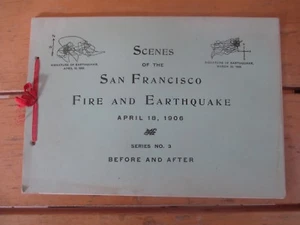 SCENES
OF THE
SAN FRANCISCO
FIRE AND EARTHQUAKE
APRIL 18, 1906
SERIES NO. 3
BEFORE AND AFTER